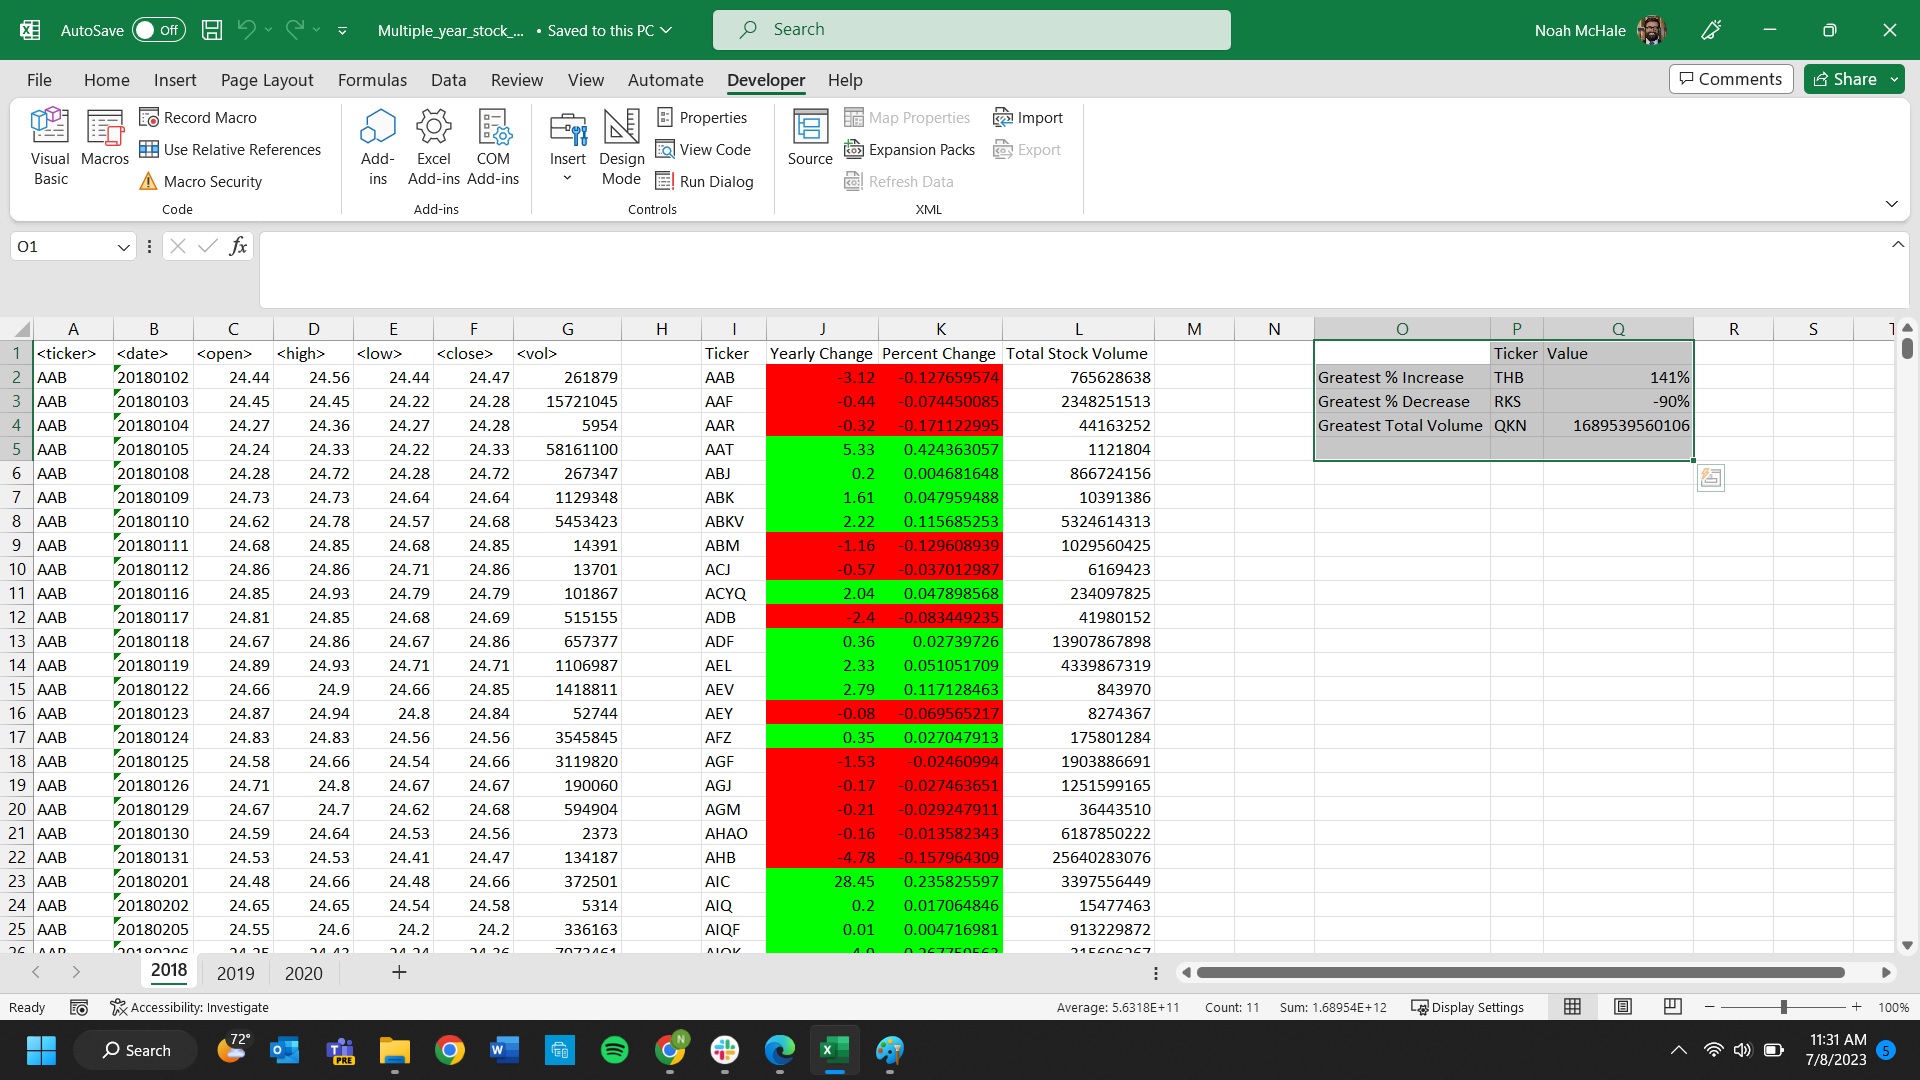 AutoSave Off Multiple_year_stock_... • Saved to this PC Search Noah McHale
File Home Insert Page Layout Formulas Data Review View Automate Developer Help Comments Share
Visual Basic Macros Record Macro Use Relative References Macro Security Code
Add-ins Excel Add-ins COM Add-ins Add-ins
Insert Design Mode Properties View Code Run Dialog Controls
Source Map Properties Expansion Packs Refresh Data Import Export XML
O1 fx
A B C D E F G H I J K L M N O P Q R S
1 <ticker> <date> <open> <high> <low> <close> <vol> Ticker Yearly Change Percent Change Total Stock Volume Ticker Value
2 AAB 20180102 24.44 24.56 24.44 24.47 261879 AAB -3.12 -0.127659574 765628638 Greatest % Increase THB 141%
3 AAB 20180103 24.45 24.45 24.22 24.28 15721045 AAF -0.44 -0.074450085 2348251513 Greatest % Decrease RKS -90%
4 AAB 20180104 24.27 24.36 24.27 24.28 5954 AAR -0.32 -0.171122995 44163252 Greatest Total Volume QKN 1689539560106
5 AAB 20180105 24.24 24.33 24.22 24.33 58161100 AAT 5.33 0.424363057 1121804
6 AAB 20180108 24.28 24.72 24.28 24.72 267347 ABJ 0.2 0.004681648 866724156
7 AAB 20180109 24.73 24.73 24.64 24.64 1129348 ABK 1.61 0.047959488 10391386
8 AAB 20180110 24.62 24.78 24.57 24.68 5453423 ABKV 2.22 0.115685253 5324614313
9 AAB 20180111 24.68 24.85 24.68 24.85 14391 ABM -1.16 -0.129608939 1029560425
10 AAB 20180112 24.86 24.86 24.71 24.86 13701 ACJ -0.57 -0.037012987 6169423
11 AAB 20180116 24.85 24.93 24.79 24.79 101867 ACYQ 2.04 0.047898568 234097825
12 AAB 20180117 24.81 24.85 24.68 24.69 515155 ADB -2.4 -0.083449235 41980152
13 AAB 20180118 24.67 24.86 24.67 24.86 657377 ADF 0.36 0.02739726 13907867898
14 AAB 20180119 24.89 24.93 24.71 24.71 1106987 AEL 2.33 0.051051709 4339867319
15 AAB 20180122 24.66 24.9 24.66 24.85 1418811 AEV 2.79 0.117128463 843970
16 AAB 20180123 24.87 24.94 24.8 24.84 52744 AEY -0.08 -0.069565217 8274367
17 AAB 20180124 24.83 24.83 24.56 24.56 3545845 AFZ 0.35 0.027047913 175801284
18 AAB 20180125 24.58 24.66 24.54 24.66 3119820 AGF -1.53 -0.02460994 1903886691
19 AAB 20180126 24.71 24.8 24.67 24.67 190060 AGJ -0.17 -0.027463651 1251599165
20 AAB 20180129 24.67 24.7 24.62 24.68 594904 AGM -0.21 -0.029247911 36443510
21 AAB 20180130 24.59 24.64 24.53 24.56 2373 AHAO -0.16 -0.013582343 6187850222
22 AAB 20180131 24.53 24.53 24.41 24.47 134187 AHB -4.78 -0.157964309 25640283076
23 AAB 20180201 24.48 24.66 24.48 24.66 372501 AIC 28.45 0.235825597 3397556449
24 AAB 20180202 24.65 24.65 24.54 24.58 5314 AIQ 0.2 0.017064846 15477463
25 AAB 20180205 24.55 24.6 24.2 24.2 336163 AIQF 0.01 0.004716981 913229872
2018 2019 2020
Ready Accessibility: Investigate Average: 5.6318E+11 Count: 11 Sum: 1.68954E+12 Display Settings 100%
72° Search PRE N 11:31 AM 5
7/8/2023